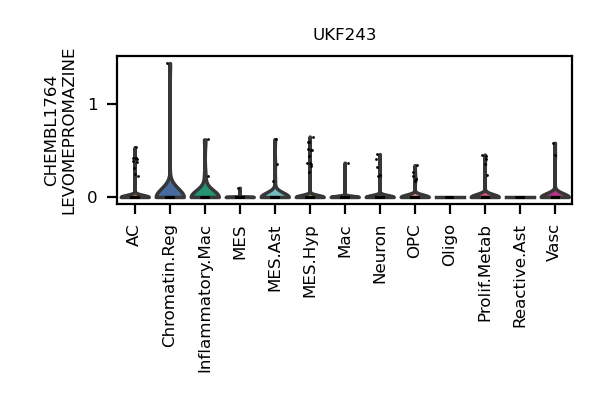 UKF243
CHEMBL1764
LEVOMEPROMAZINE
1
0
AC
Chromatin.Reg
Inflammatory.Mac
MES
MES.Ast
MES.Hyp
Mac
Neuron
OPC
Oligo
Prolif.Metab
Reactive.Ast
Vasc